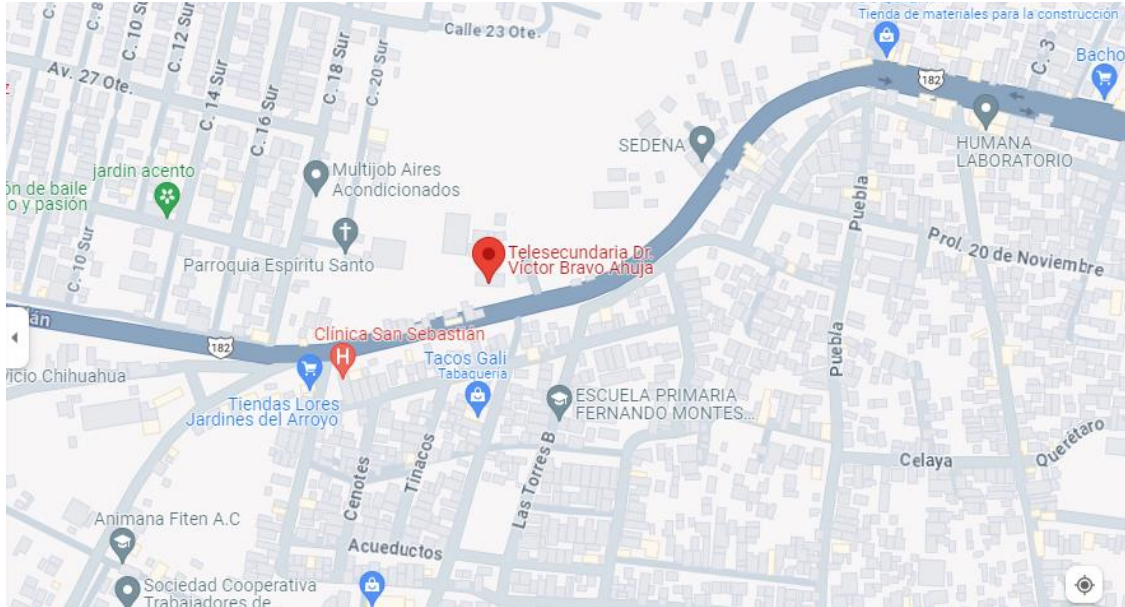 Tienda de materiales para la construcción
C. 8
C. 10 Sur
C. 12 Sur
C. 14 Sur
C. 16 Sur
C. 18 Sur
C. 20 Sur
Calle 23 Ote.
C. 3
Bacho
Av. 27 Ote.
182
SEDENA
HUMANA
LABORATORIO
Multijob Aires
Acondicionados
jardin acento
ón de baile
o y pasión
C. 10 Sur
Parroquia Espíritu Santo
Telesecundaria Dr.
Víctor Bravo Ahuja
Puebla
Prol. 20 de Noviembre
lán
182
Clínica San Sebastián
H
Puebla
vicio Chihuahua
Tiendas Lores
Jardines del Arroyo
Tacos Gali
Tabaquería
ESCUELA PRIMARIA
FERNANDO MONTES...
Cenotes
Tinacos
Las Torres B
Celaya
Querétaro
Animana Fiten A.C
Acueductos
Sociedad Cooperativa
Trabajadores de